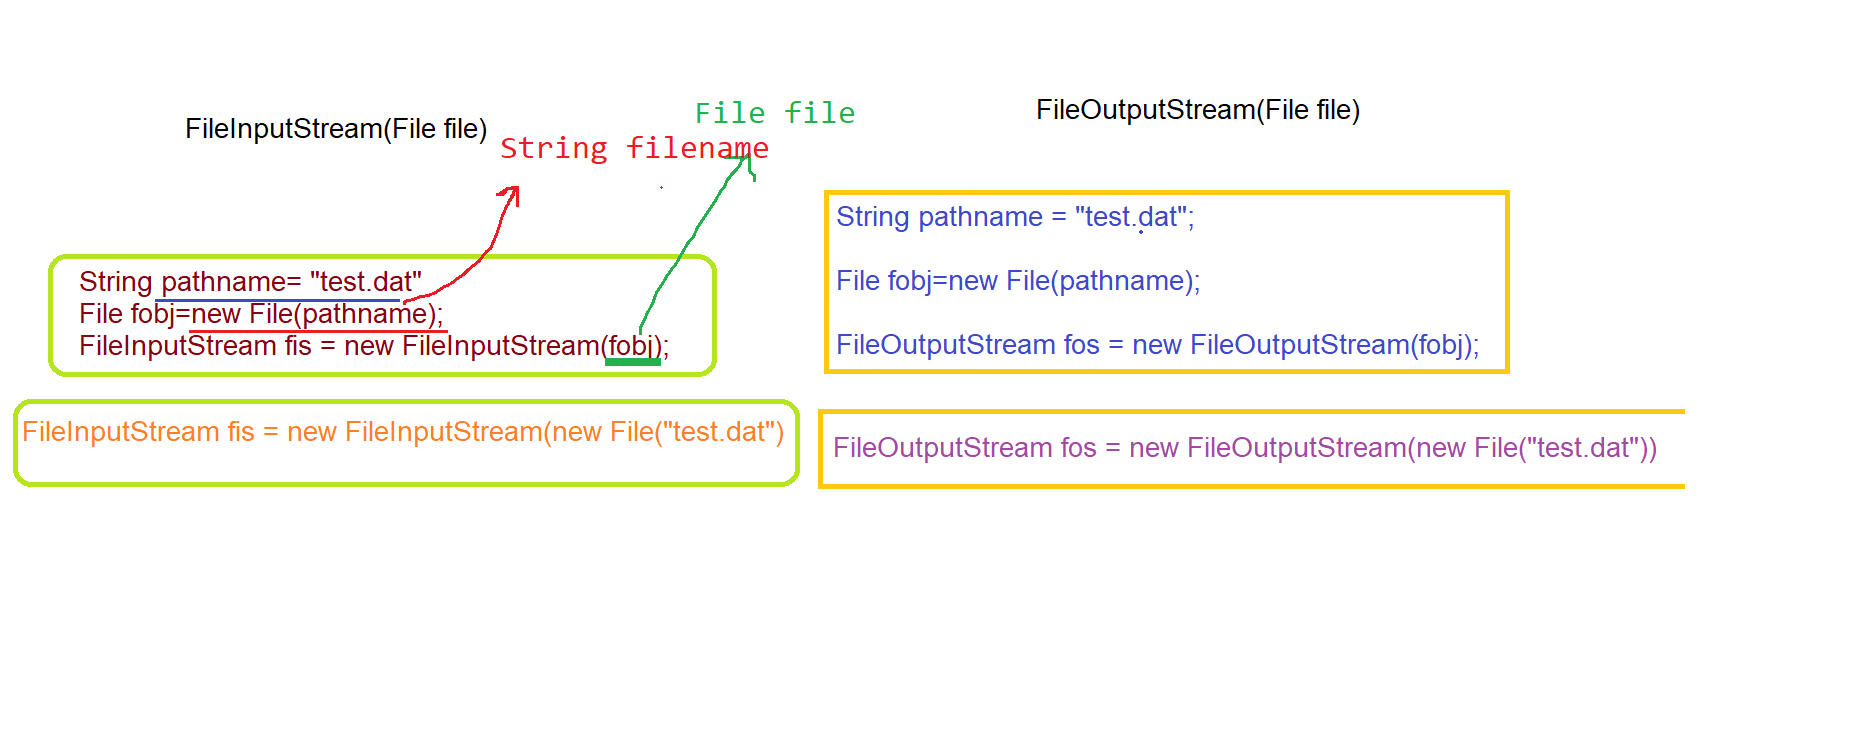 FileInputStream(File file)
File file
String filename
String pathname= "test.dat"
File fobj=new File(pathname);
FileInputStream fis = new FileInputStream(fobj);
FileInputStream fis = new FileInputStream(new File("test.dat")
FileOutputStream(File file)
String pathname = "test.dat";
File fobj=new File(pathname);
FileOutputStream fos = new FileOutputStream(fobj);
FileOutputStream fos = new FileOutputStream(new File("test.dat"))